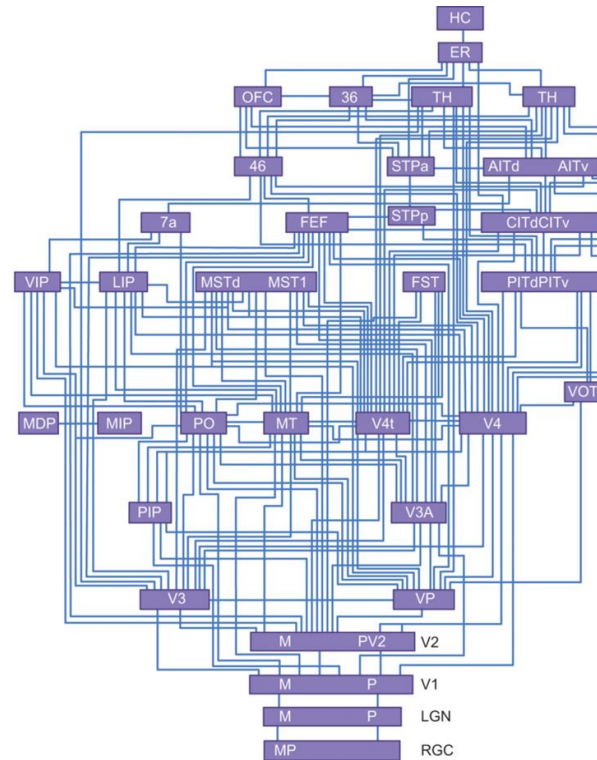 HC
ER
OFC 36 TH TH
46 STPa AITd AITv
7a FEF STPp CITdCITv
VIP LIP MSTd MST1 FST PITdPITv
VOT
MDP MIP PO MT V4t V4
PIP V3A
V3 VP
M PV2 V2
M P V1
M P LGN
MP RGC